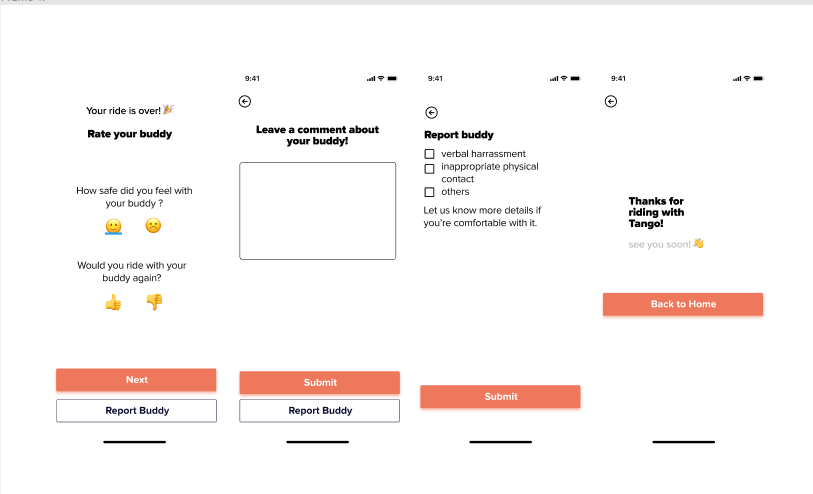 9:41
9:41
9:41
Your ride is over! 🎉
Rate your buddy
How safe did you feel with
your buddy ?
🙂 ☹️
Would you ride with your
buddy again?
👍 👎
Next
Report Buddy
Leave a comment about
your buddy!
Submit
Report Buddy
Report buddy
verbal harrassment
inappropriate physical
contact
others
Let us know more details if
you're comfortable with it.
Submit
Thanks for
riding with
Tango!
see you soon! 👋
Back to Home